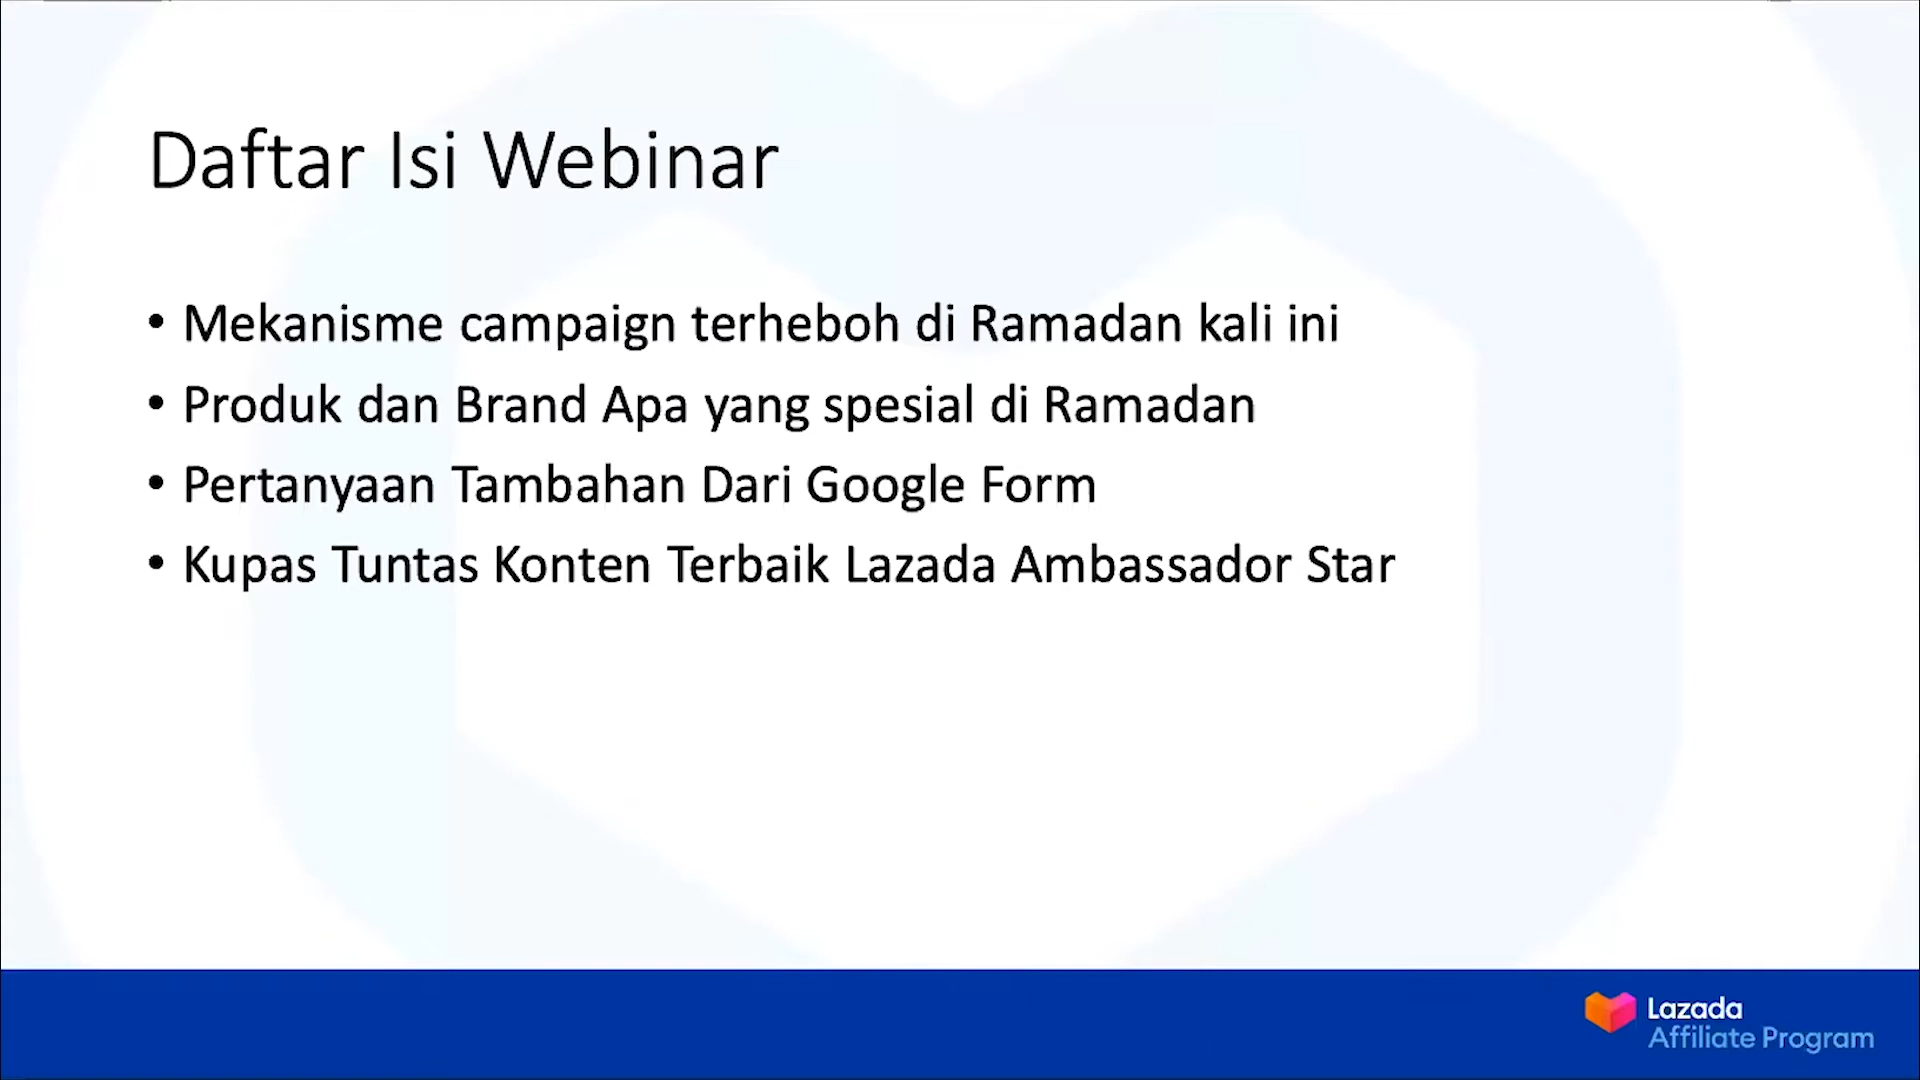 Daftar Isi Webinar
• Mekanisme campaign terheboh di Ramadan kali ini
• Produk dan Brand Apa yang spesial di Ramadan
• Pertanyaan Tambahan Dari Google Form
• Kupas Tuntas Konten Terbaik Lazada Ambassador Star
Lazada
Affiliate Program